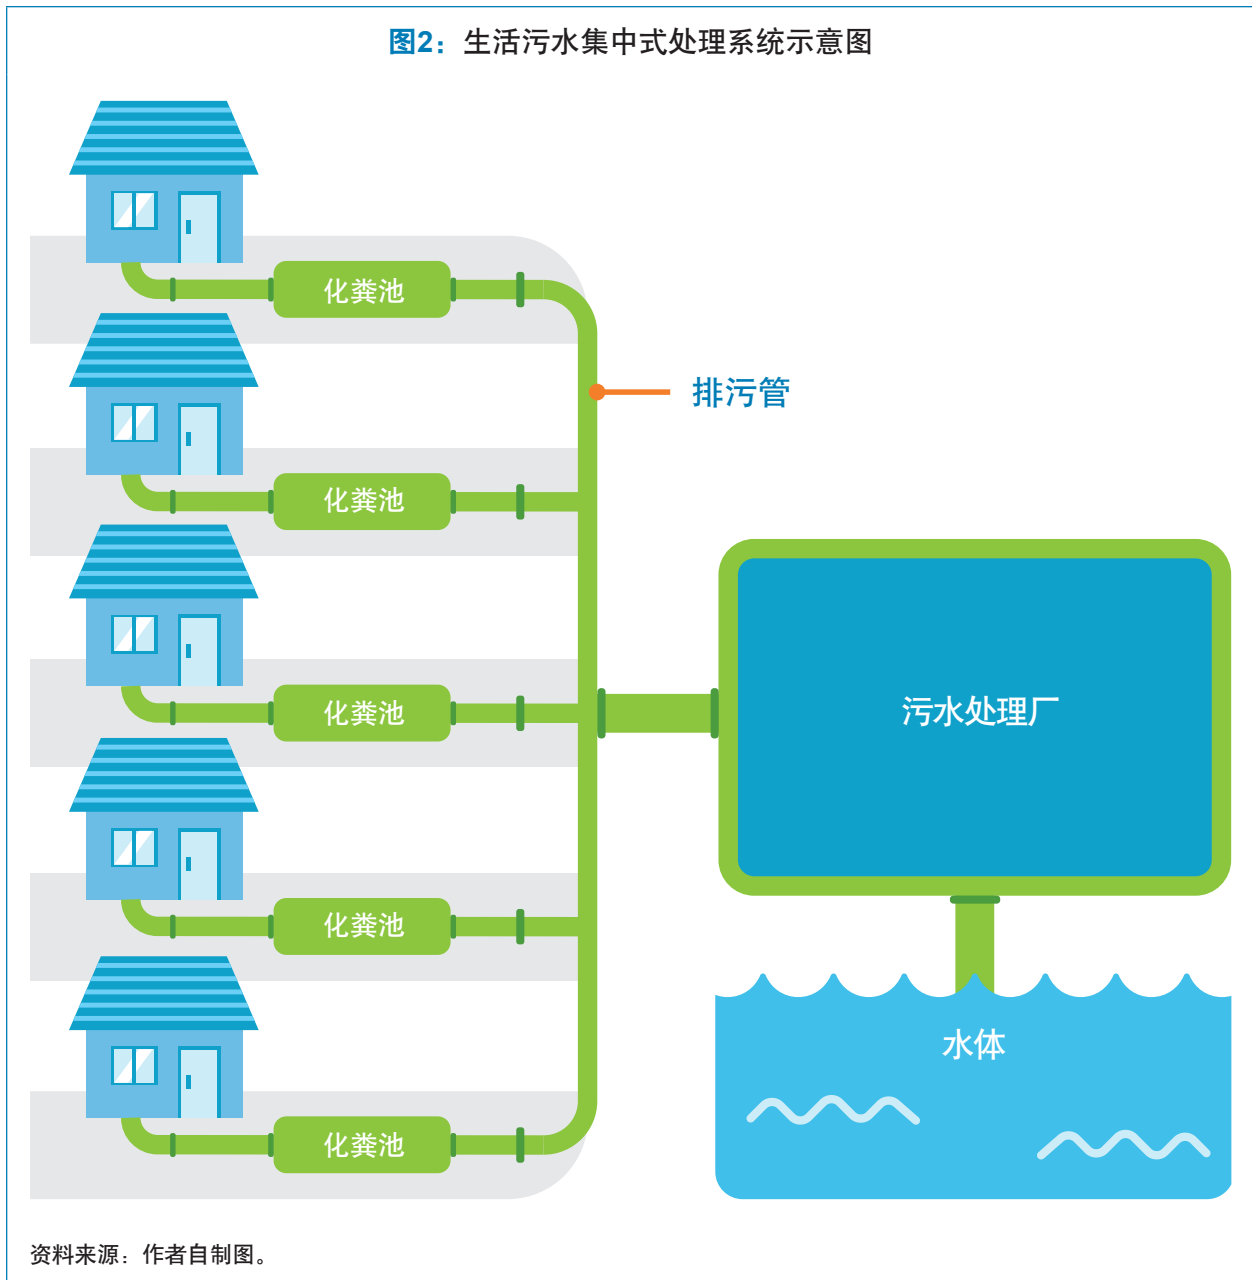 图2：生活污水集中式处理系统示意图
化粪池
排污管
化粪池
化粪池
污水处理厂
化粪池
水体
化粪池
资料来源：作者自制图。